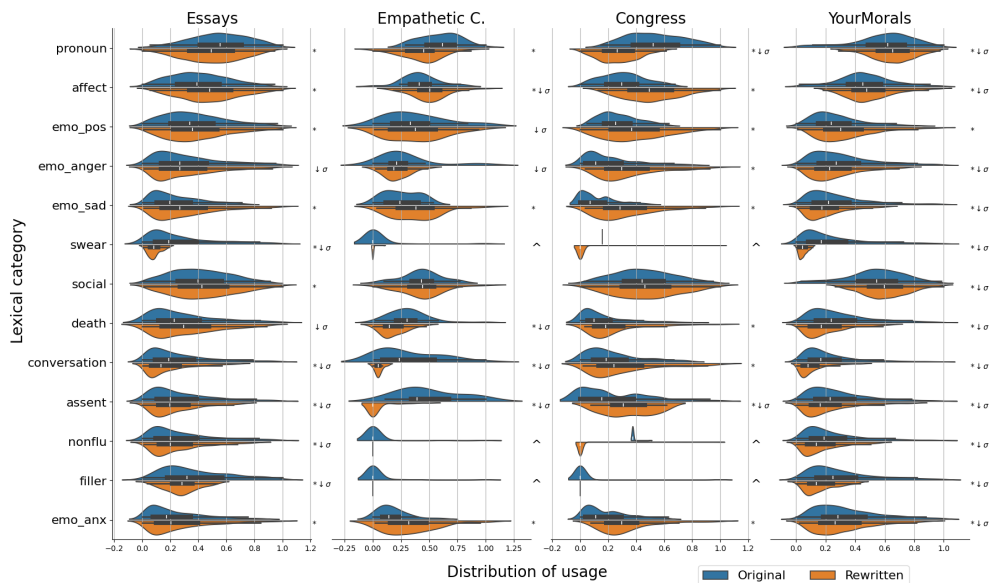 Essays Empathetic C. Congress YourMorals
pronoun * * *↓σ *↓σ
affect * *↓σ * *↓σ
emo_pos * ↓σ * *
emo_anger ↓σ ↓σ * *↓σ
emo_sad * * * *↓σ
swear *↓σ ^ ^ *↓σ
social * *↓σ
death ↓σ *↓σ * *↓σ
conversation *↓σ *↓σ * *↓σ
assent *↓σ *↓σ *↓σ *↓σ
nonflu *↓σ ^ ^ *↓σ
filler *↓σ ^ ^ *↓σ
emo_anx * * * *↓σ
Lexical category
−0.2 0.0 0.2 0.4 0.6 0.8 1.0 1.2 0.00 0.25 0.50 0.75 1.00 1.25 −0.2 0.0 0.2 0.4 0.6 0.8 1.0 1.2 0.0 0.2 0.4 0.6 0.8 1.0
Distribution of usage
Original Rewritten